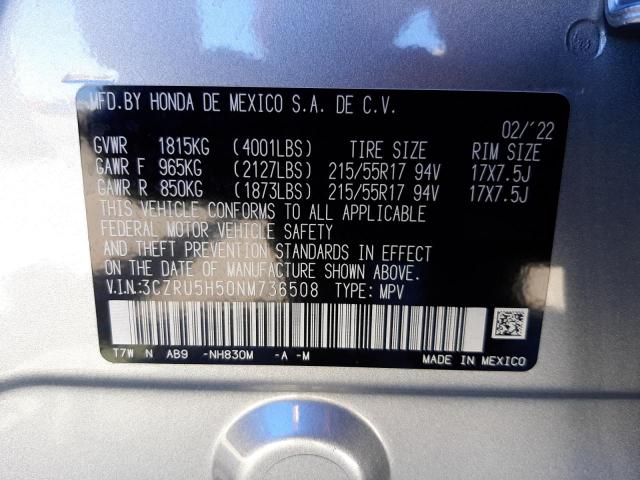 MFD.BY HONDA DE MEXICO S.A. DE C.V.
02/'22
GVWR 1815KG (4001LBS) TIRE SIZE RIM SIZE
GAWR F 965KG (2127LBS) 215/55R17 94V 17X7.5J
GAWR R 850KG (1873LBS) 215/55R17 94V 17X7.5J
THIS VEHICLE CONFORMS TO ALL APPLICABLE
FEDERAL MOTOR VEHICLE SAFETY
AND THEFT PREVENTION STANDARDS IN EFFECT
ON THE DATE OF MANUFACTURE SHOWN ABOVE.
V.I.N.:3CZRU5H50NM736508 TYPE: MPV
T7W N AB9 -NH830M -A -M
MADE IN MEXICO